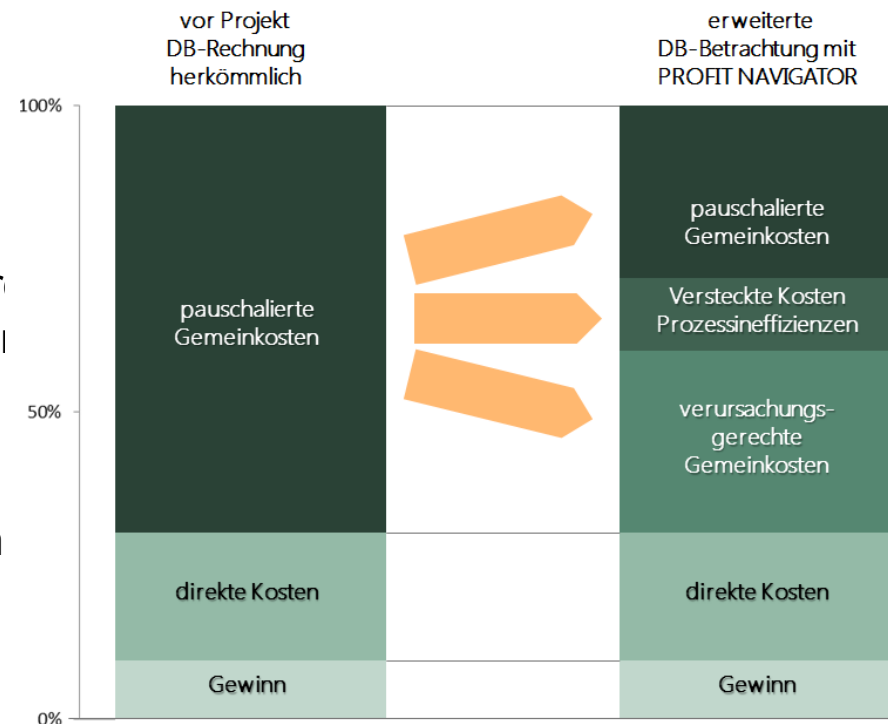 vor Projekt
DB-Rechnung
herkömmlich
erweiterte
DB-Betrachtung mit
PROFIT NAVIGATOR
100%
50%
0%
pauschalierte
Gemeinkosten
direkte Kosten
Gewinn
pauschalierte
Gemeinkosten
Versteckte Kosten
Prozessineffizienzen
verursachungs-
gerechte
Gemeinkosten
direkte Kosten
Gewinn